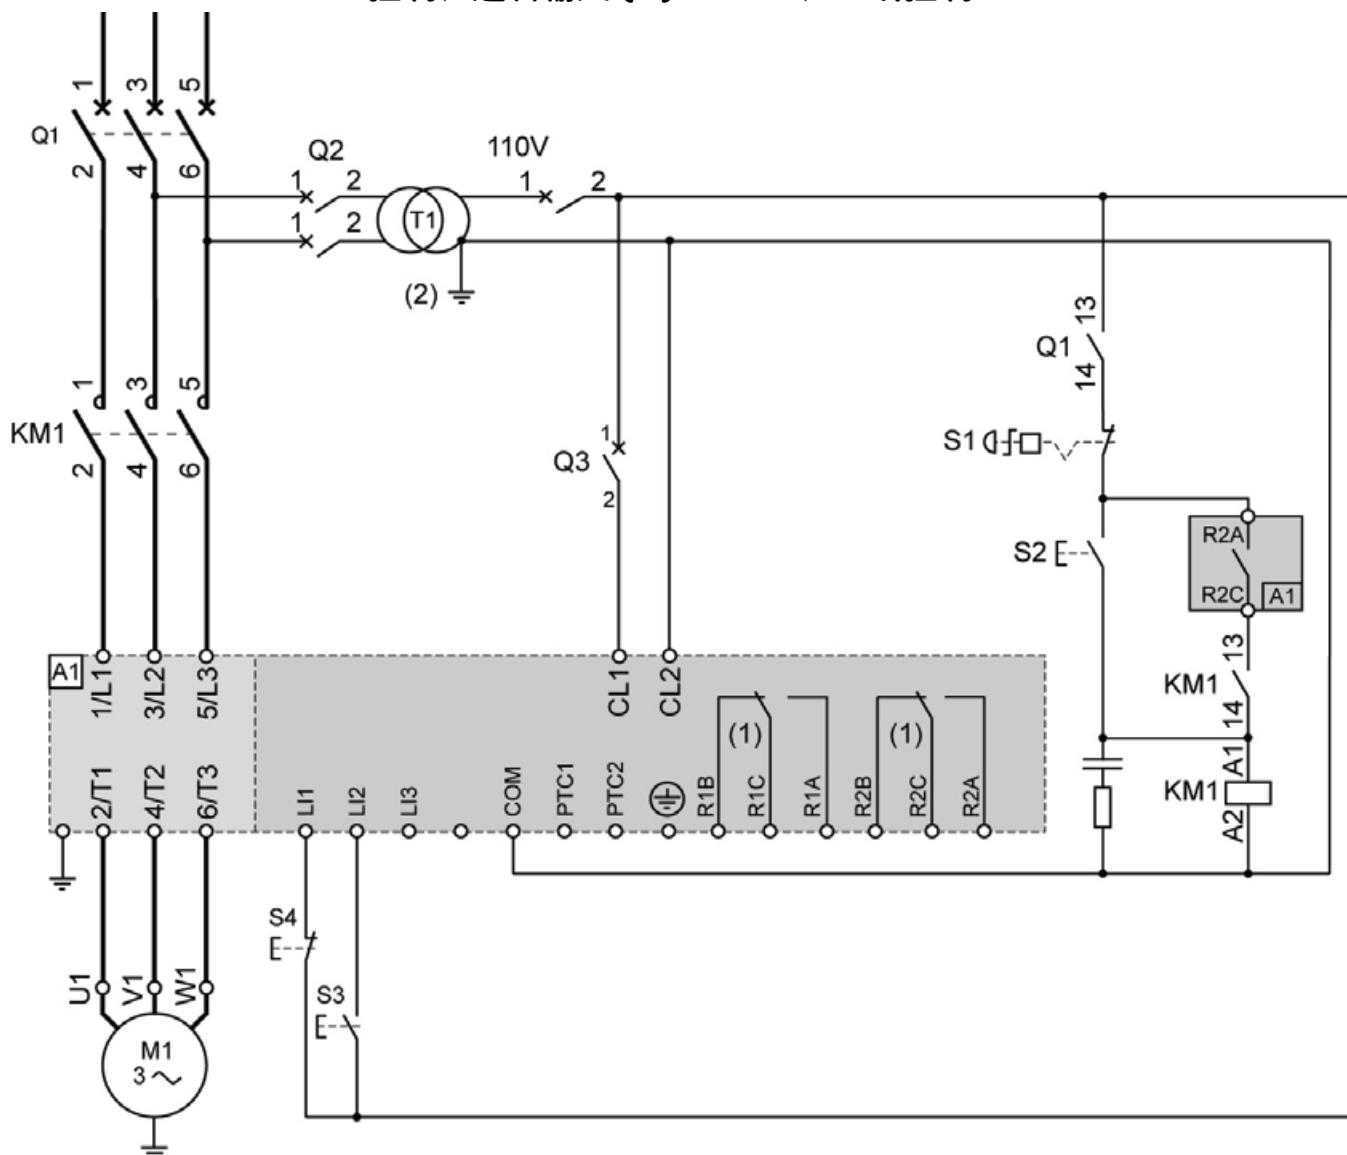 1 3 5
Q1
2 4 6
Q2
1 2
1 2
T1
(2)
110V
1 2
13
Q1
14
1 3 5
KM1
2 4 6
1
Q3
2
S1
S2
R2A
R2C A1
13
KM1
14
A1
KM1
A2
A1 1/L1 3/L2 5/L3 CL1 CL2
(1) (1)
2/T1 4/T2 6/T3 LI1 LI2 LI3 COM PTC1 PTC2 R1B R1C R1A R2B R2C R2A
S4
S3
U1 V1 W1
M1
3